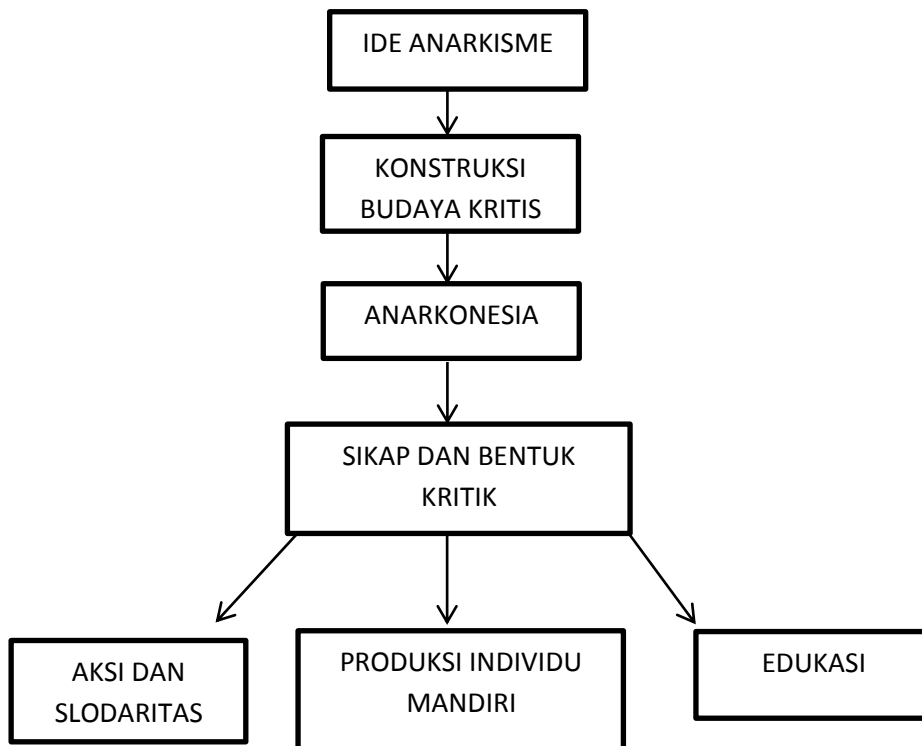 IDE ANARKISME
KONSTRUKSI
BUDAYA KRITIS
ANARKONESIA
SIKAP DAN BENTUK
KRITIK
AKSI DAN
SLODARITAS
PRODUKSI INDIVIDU
MANDIRI
EDUKASI